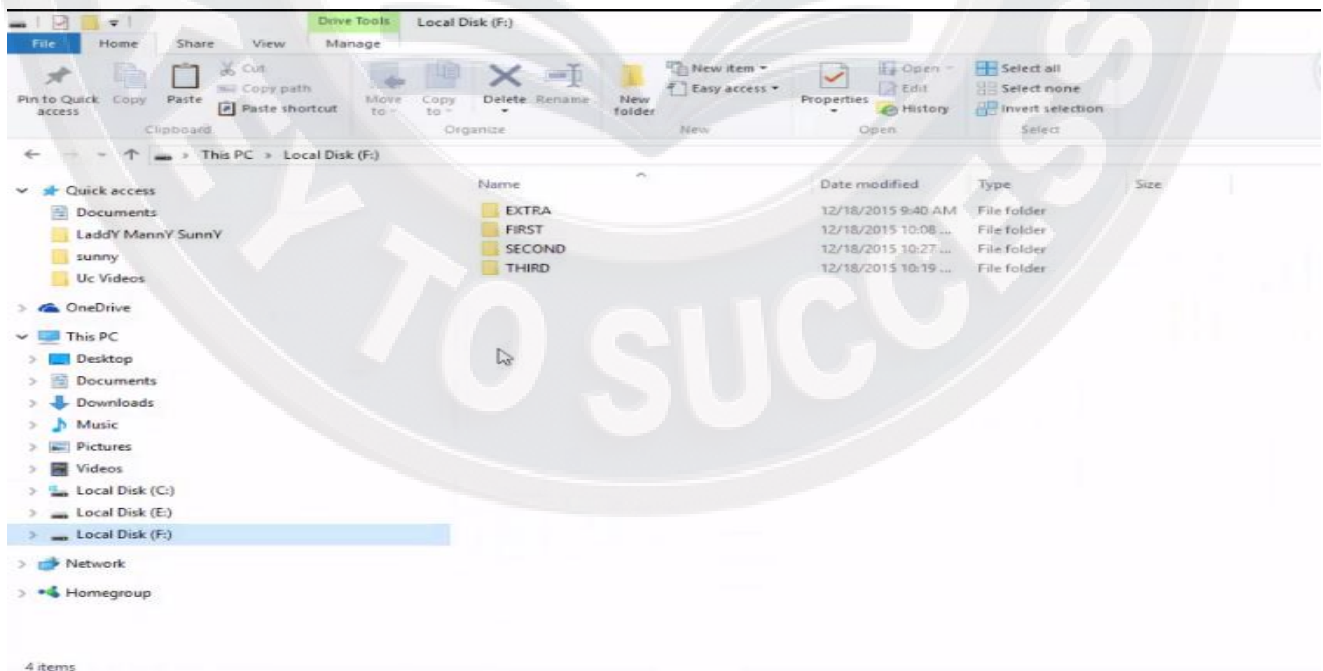 Drive Tools Local Disk (F:)
File Home Share View Manage
Pin to Quick access
Copy
Paste
Cut
Copy path
Paste shortcut
Clipboard
Move to
Copy to
Delete
Rename
Organize
New folder
New item
Easy access
New
Properties
Open
Edit
History
Open
Select all
Select none
Invert selection
Select
This PC > Local Disk (F:)
Quick access
Documents
LaddY MannY SunnY
sunny
Uc Videos
OneDrive
This PC
Desktop
Documents
Downloads
Music
Pictures
Videos
Local Disk (C:)
Local Disk (E:)
Local Disk (F:)
Network
Homegroup
Name Date modified Type Size
EXTRA 12/18/2015 9:40 AM File folder
FIRST 12/18/2015 10:08 ... File folder
SECOND 12/18/2015 10:27 ... File folder
THIRD 12/18/2015 10:19 ... File folder
4 items
TO SUCCESS